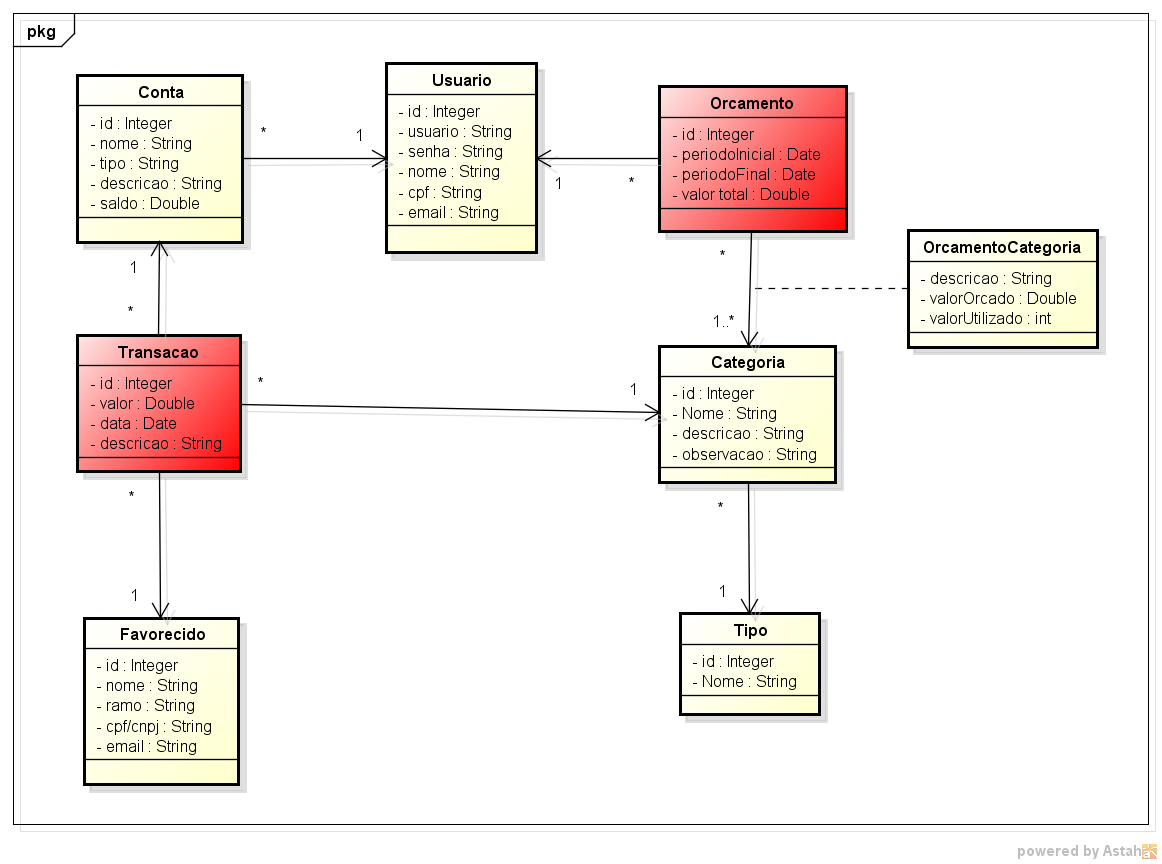 pkg
Conta
- id : Integer
- nome : String
- tipo : String
- descricao : String
- saldo : Double
*
1
Usuario
- id : Integer
- usuario : String
- senha : String
- nome : String
- cpf : String
- email : String
1
*
Orcamento
- id : Integer
- periodoInicial : Date
- periodoFinal : Date
- valor total : Double
*
1..*
OrcamentoCategoria
- descricao : String
- valorOrcado : Double
- valorUtilizado : int
1
*
Transacao
- id : Integer
- valor : Double
- data : Date
- descricao : String
*
1
Categoria
- id : Integer
- Nome : String
- descricao : String
- observacao : String
*
1
*
1
Favorecido
- id : Integer
- nome : String
- ramo : String
- cpf/cnpj : String
- email : String
Tipo
- id : Integer
- Nome : String
powered by Astah